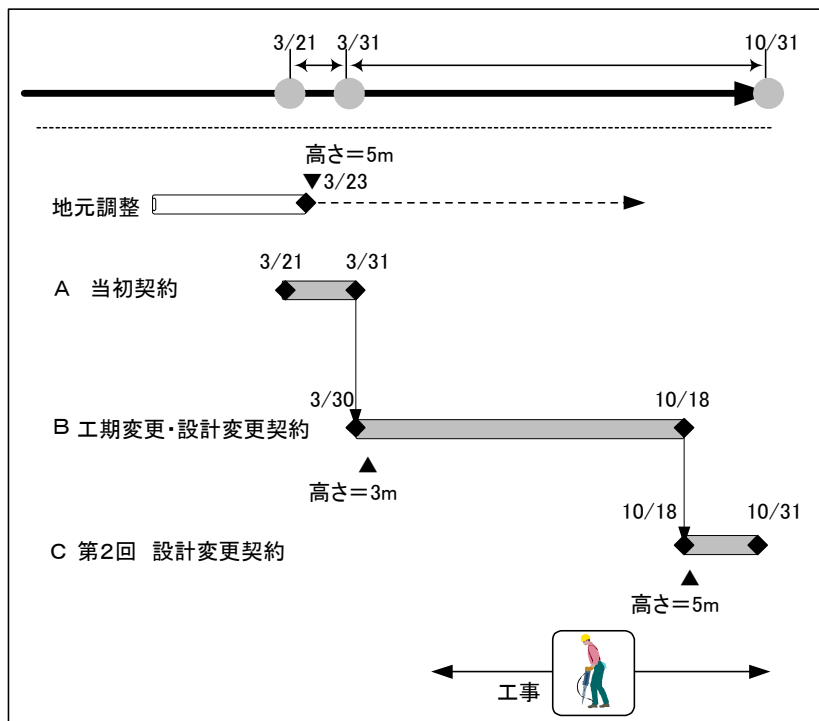 3/21 3/31 10/31
高さ=5m
3/23
地元調整
3/21 3/31
A 当初契約
3/30 10/18
B 工期変更・設計変更契約
高さ=3m
10/18 10/31
C 第2回 設計変更契約
高さ=5m
工事